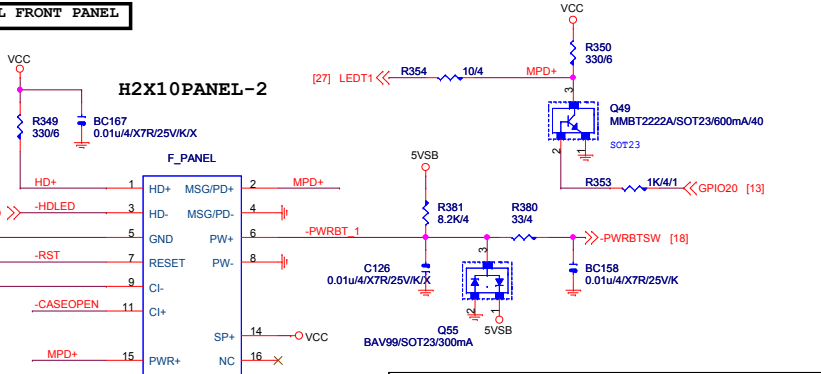 L FRONT PANEL
VCC
R350
330/6
[27] LEDT1 R354 10/4 MPD+
3
Q49
MMBT2222A/SOT23/600mA/40
SOT23
2 1
R353 1K/4/1 GPIO20 [13]
VCC
H2X10PANEL-2
R349
330/6
BC167
0.01u/4/X7R/25V/K/X
F_PANEL
HD+ 1 HD+ MSG/PD+ 2 MPD+
-HDLED 3 HD- MSG/PD- 4
5 GND PW+ 6 -PWRBT_1
-RST 7 RESET PW- 8
9 CI-
-CASEOPEN 11 CI+
SP+ 14 VCC
MPD+ 15 PWR+ NC 16
5VSB
R381
8.2K/4
R380
33/4
-PWRBTSW [18]
3
C126
0.01u/4/X7R/25V/K/X
BC158
0.01u/4/X7R/25V/K
2 1
Q55 5VSB
BAV99/SOT23/300mA